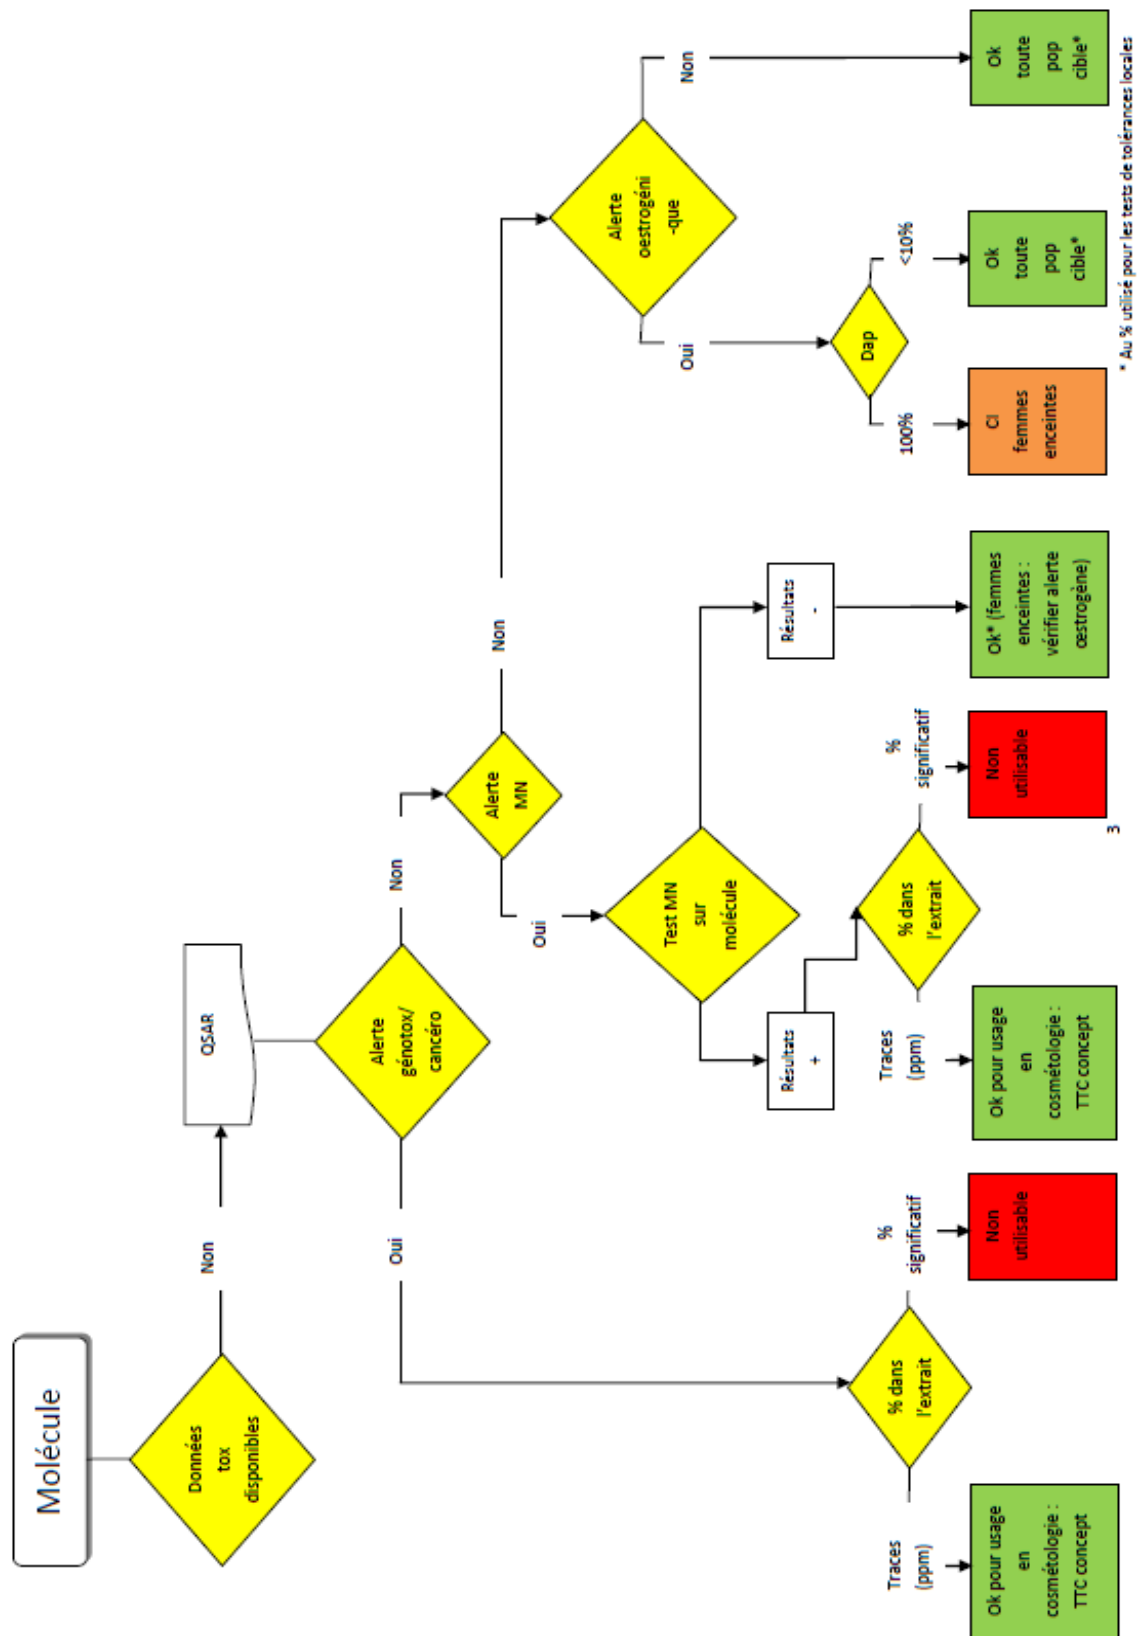 Molécule
Données
tox
disponibles
Non
QSAR
Alerte
génotox/
cancéro
Oui
Non
% dans
l'extrait
Traces
(ppm)
%
significatif
Ok pour usage
en
cosmétologie :
TTC concept
Non
utilisable
Alerte
MN
Oui
Non
Test MN
sur
molécule
Résultats
+
Résultats
-
% dans
l'extrait
Traces
(ppm)
%
significatif
Ok pour usage
en
cosmétologie :
TTC concept
Non
utilisable
Ok* (femmes
enceintes :
vérifier alerte
œstrogène)
Alerte
oestrogéni
-que
Oui
Non
Dap
100%
<10%
CI
femmes
enceintes
Ok
toute
pop
cible*
Ok
toute
pop
cible*
3
* Au % utilisé pour les tests de tolérances locales